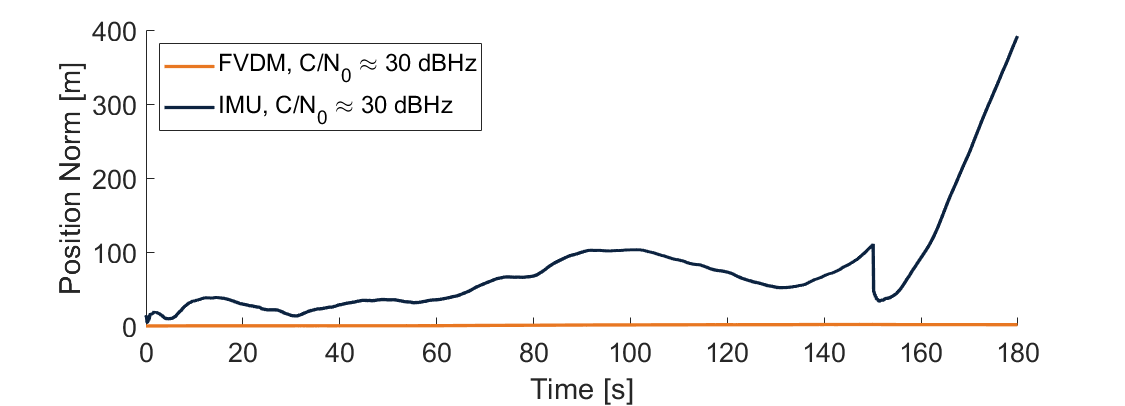 400
300
200
100
0
Position Norm [m]
FVDM, C/N0 ≈ 30 dBHz
IMU, C/N0 ≈ 30 dBHz
0 20 40 60 80 100 120 140 160 180
Time [s]